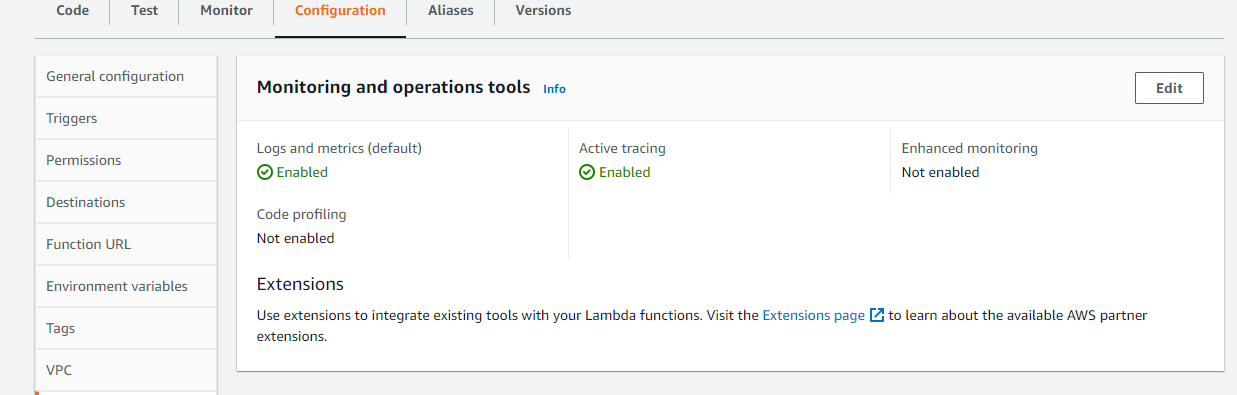 Code Test Monitor Configuration Aliases Versions
General configuration
Triggers
Permissions
Destinations
Function URL
Environment variables
Tags
VPC
Monitoring and operations tools Info
Edit
Logs and metrics (default)
Enabled
Active tracing
Enabled
Enhanced monitoring
Not enabled
Code profiling
Not enabled
Extensions
Use extensions to integrate existing tools with your Lambda functions. Visit the Extensions page to learn about the available AWS partner
extensions.